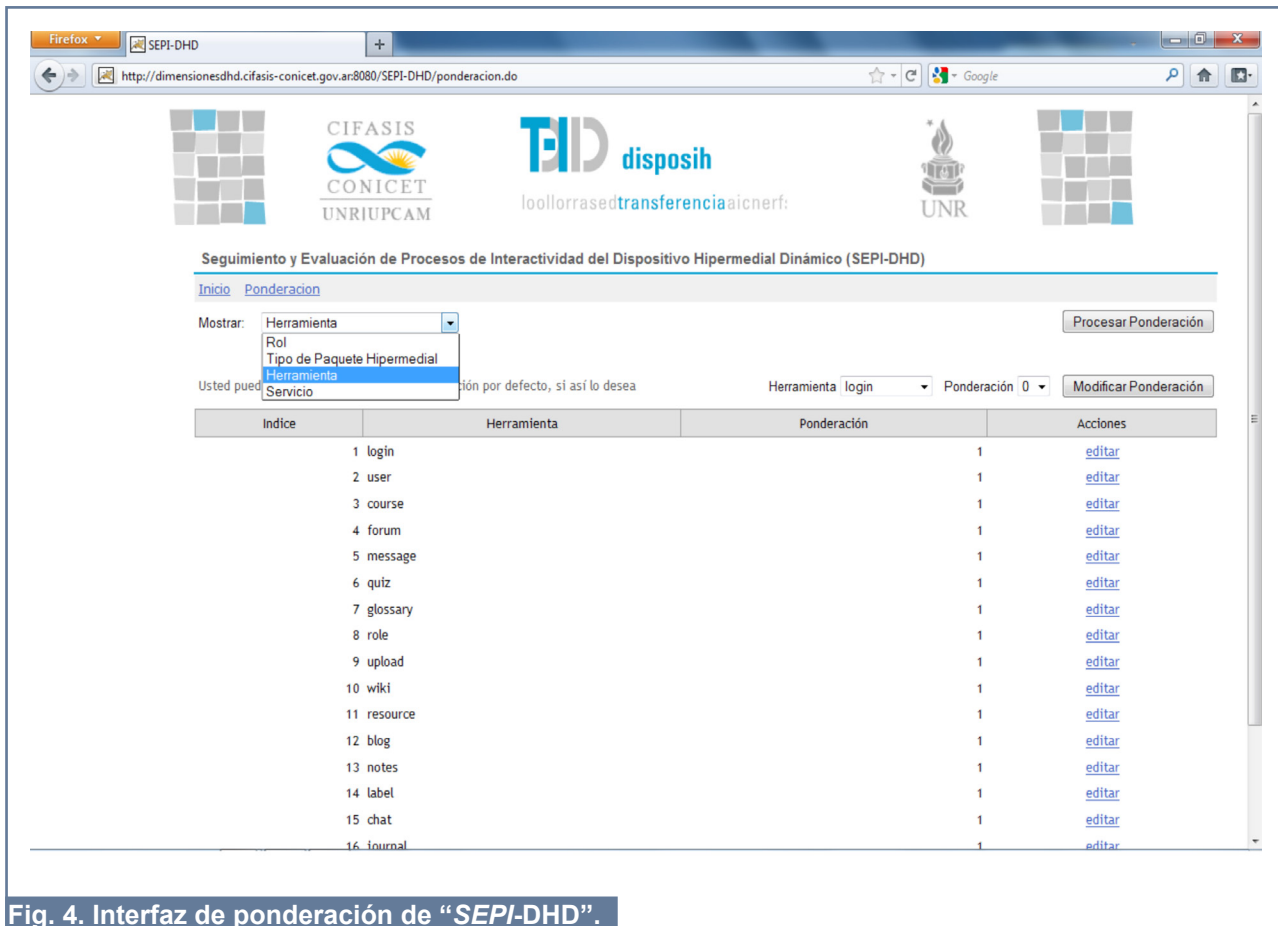 Firefox
SEPI-DHD
http://dimensionesdhd.cifasis-conicet.gov.ar:8080/SEPI-DHD/ponderacion.do
Google
CIFASIS
CONICET
UNR|UPCAM
disposih
loollorrasedtransferenciaaicnerf:
UNR
Seguimiento y Evaluación de Procesos de Interactividad del Dispositivo Hipermedial Dinámico (SEPI-DHD)
Inicio Ponderacion
Mostrar: Herramienta Procesar Ponderación
Rol
Tipo de Paquete Hipermedial
Herramienta
Servicio
Usted pued ión por defecto, si así lo desea Herramienta login Ponderación 0 Modificar Ponderación
Indice Herramienta Ponderación Acciones
1 login 1 editar
2 user 1 editar
3 course 1 editar
4 forum 1 editar
5 message 1 editar
6 quiz 1 editar
7 glossary 1 editar
8 role 1 editar
9 upload 1 editar
10 wiki 1 editar
11 resource 1 editar
12 blog 1 editar
13 notes 1 editar
14 label 1 editar
15 chat 1 editar
16 journal 1 editar
Fig. 4. Interfaz de ponderación de “SEPI-DHD”.